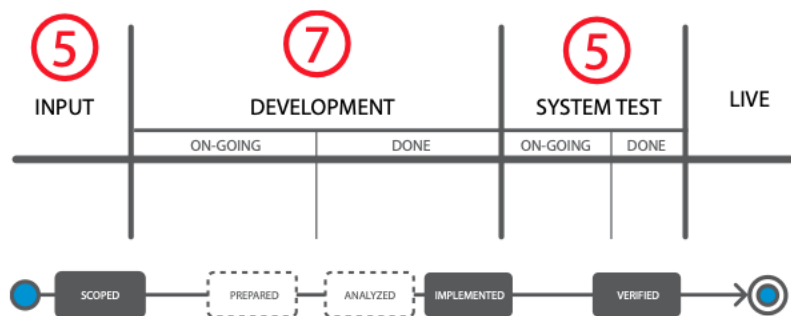 5
7
5
INPUT
DEVELOPMENT
SYSTEM TEST
LIVE
ON-GOING
DONE
ON-GOING
DONE
SCOPED
PREPARED
ANALYZED
IMPLEMENTED
VERIFIED